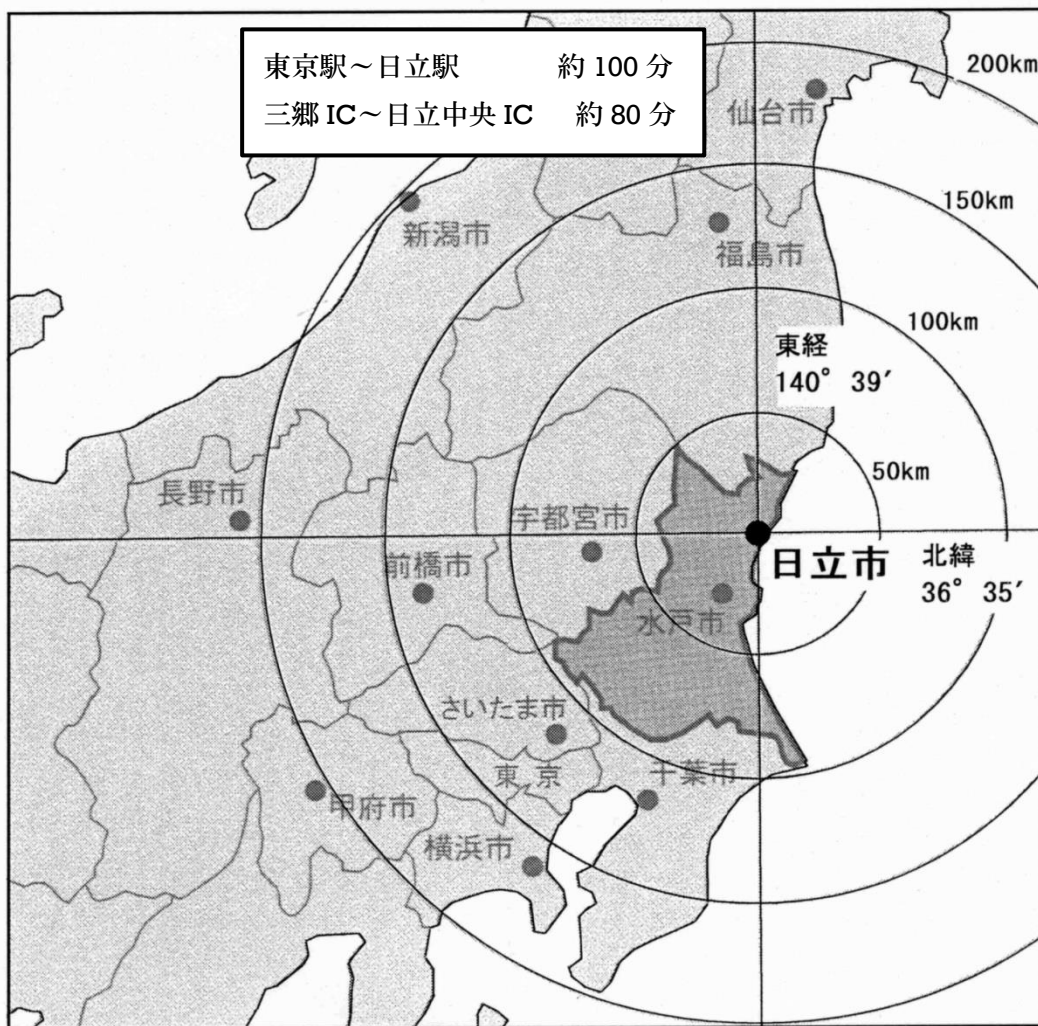 東京駅～日立駅 約 100 分
三郷 IC～日立中央 IC 約 80 分
200km
仙台市
150km
新潟市
福島市
100km
東経
140° 39′
50km
長野市
宇都宮市
前橋市
日立市
北緯
36° 35′
水戸市
さいたま市
東京
千葉市
甲府市
横浜市